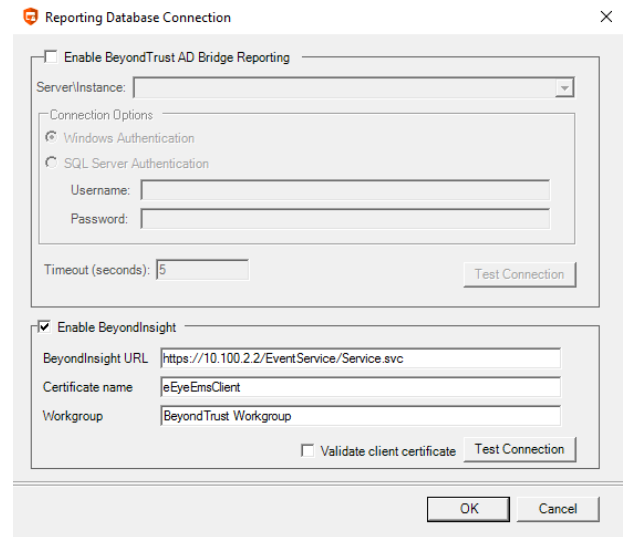 Reporting Database Connection
Enable BeyondTrust AD Bridge Reporting
Server\Instance:
Connection Options
Windows Authentication
SQL Server Authentication
Username:
Password:
Timeout (seconds): 5
Test Connection
Enable BeyondInsight
BeyondInsight URL https://10.100.2.2/EventService/Service.svc
Certificate name eEyeEmsClient
Workgroup BeyondTrust Workgroup
Validate client certificate Test Connection
OK Cancel